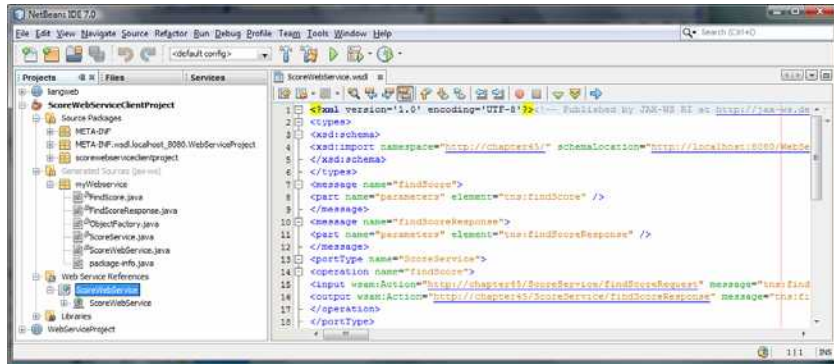 NetBeans IDE 7.0
File Edit View Navigate Source Refactor Run Debug Profile Team Tools Window Help
Search (Ctrl+I)
<default config>
Projects Files Services
ScoreWebService.wsdl
liangweb
ScoreWebServiceClientProject
Source Packages
META-INF
META-INF.wsdl.localhost_8080.WebServiceProject
scorewebserviceclientproject
Generated Sources (jax-ws)
myWebservice
FindScore.java
FindScoreResponse.java
ObjectFactory.java
ScoreService.java
ScoreWebService.java
package-info.java
Web Service References
ScoreWebService
ScoreWebService
Libraries
WebServiceProject
1 <?xml version='1.0' encoding='UTF-8'?><!-- Published by JAX-WS RI at http://jax-ws.de
2 <types>
3 <xsd:schema>
4 <xsd:import namespace="http://chapter45/" schemaLocation="http://localhost:8080/WebSe
5 </xsd:schema>
6 </types>
7 <message name="findScore">
8 <part name="parameters" element="tns:findScore" />
9 </message>
10 <message name="findScoreResponse">
11 <part name="parameters" element="tns:findScoreResponse" />
12 </message>
13 <portType name="ScoreService">
14 <operation name="findScore">
15 <input wsam:Action="http://chapter45/ScoreService/findScoreRequest" message="tns:find
16 <output wsam:Action="http://chapter45/ScoreService/findScoreResponse" message="tns:fi
17 </operation>
18 </portType>
1|1 INS